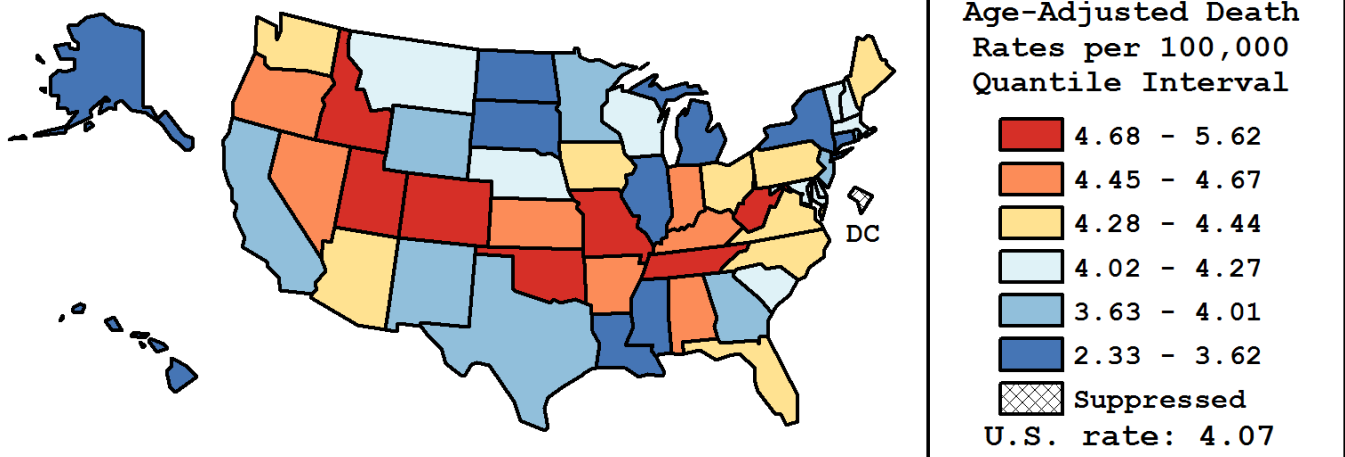 DC
Age-Adjusted Death
Rates per 100,000
Quantile Interval
4.68 - 5.62
4.45 - 4.67
4.28 - 4.44
4.02 - 4.27
3.63 - 4.01
2.33 - 3.62
Suppressed
U.S. rate: 4.07